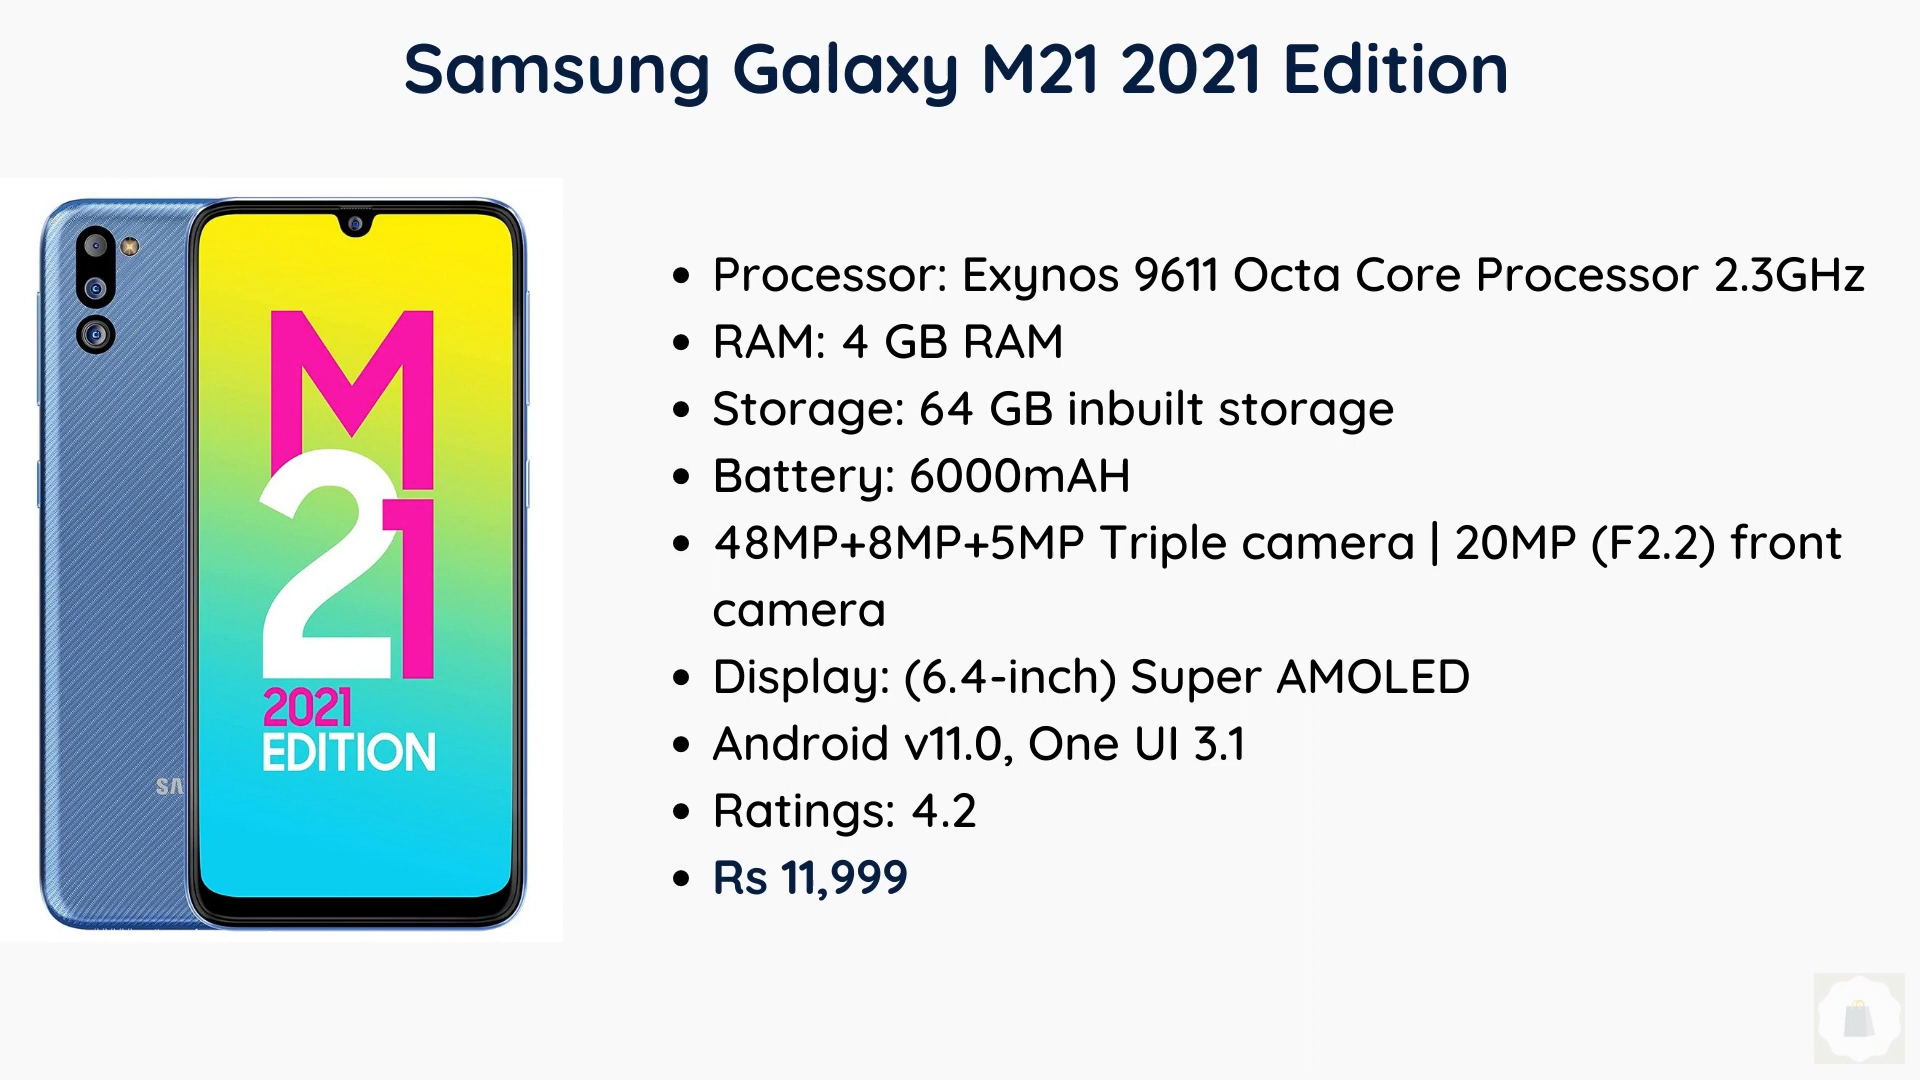 Samsung Galaxy M21 2021 Edition
M
21
2021
EDITION
SA
• Processor: Exynos 9611 Octa Core Processor 2.3GHz
• RAM: 4 GB RAM
• Storage: 64 GB inbuilt storage
• Battery: 6000mAH
• 48MP+8MP+5MP Triple camera | 20MP (F2.2) front
camera
• Display: (6.4-inch) Super AMOLED
• Android v11.0, One UI 3.1
• Ratings: 4.2
• Rs 11,999